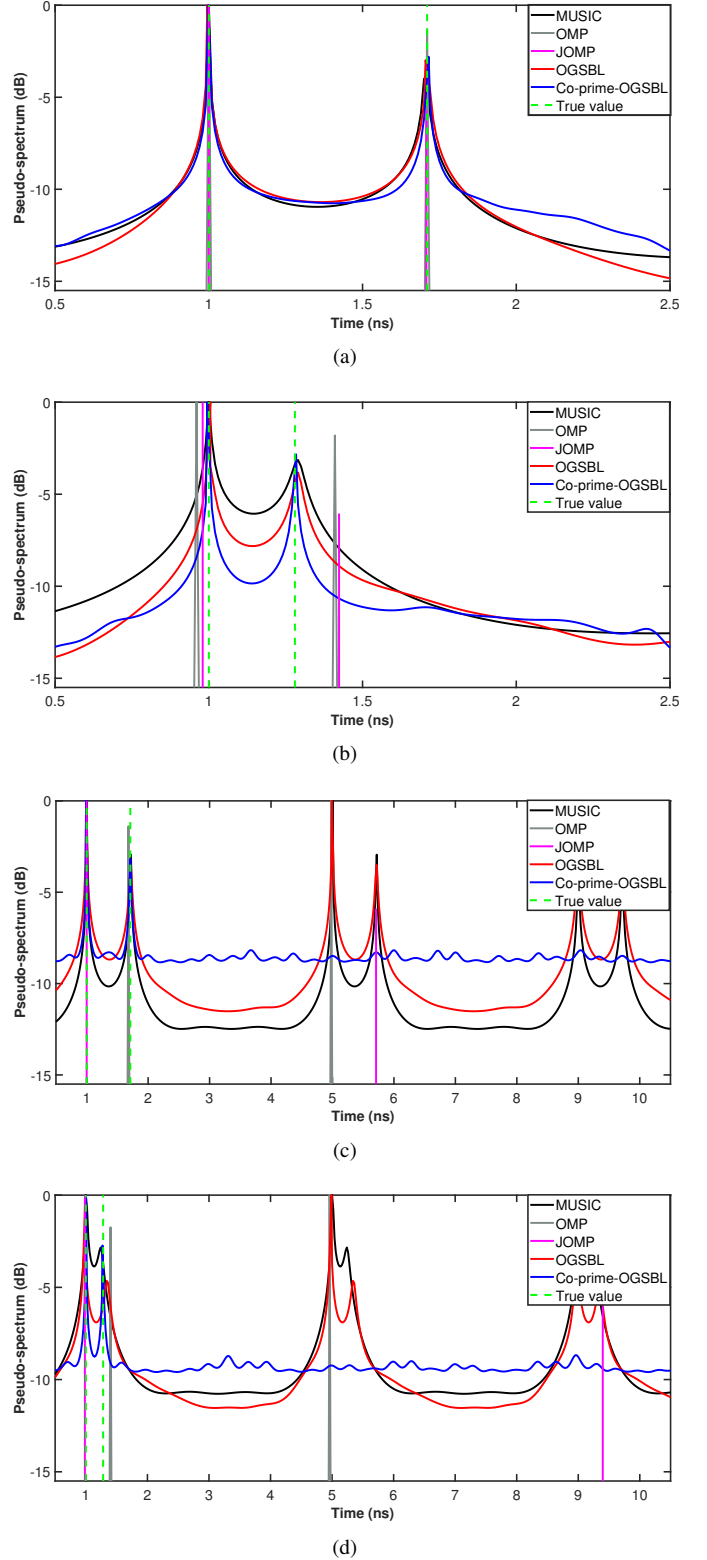 0
-5
-10
-15
Pseudo-spectrum (dB)
MUSIC
OMP
JOMP
OGSBL
Co-prime-OGSBL
True value
0.5 1 1.5 2 2.5
Time (ns)
(a)
0
-5
-10
-15
Pseudo-spectrum (dB)
MUSIC
OMP
JOMP
OGSBL
Co-prime-OGSBL
True value
0.5 1 1.5 2 2.5
Time (ns)
(b)
0
-5
-10
-15
Pseudo-spectrum (dB)
MUSIC
OMP
JOMP
OGSBL
Co-prime-OGSBL
True value
1 2 3 4 5 6 7 8 9 10
Time (ns)
(c)
0
-5
-10
-15
Pseudo-spectrum (dB)
MUSIC
OMP
JOMP
OGSBL
Co-prime-OGSBL
True value
1 2 3 4 5 6 7 8 9 10
Time (ns)
(d)